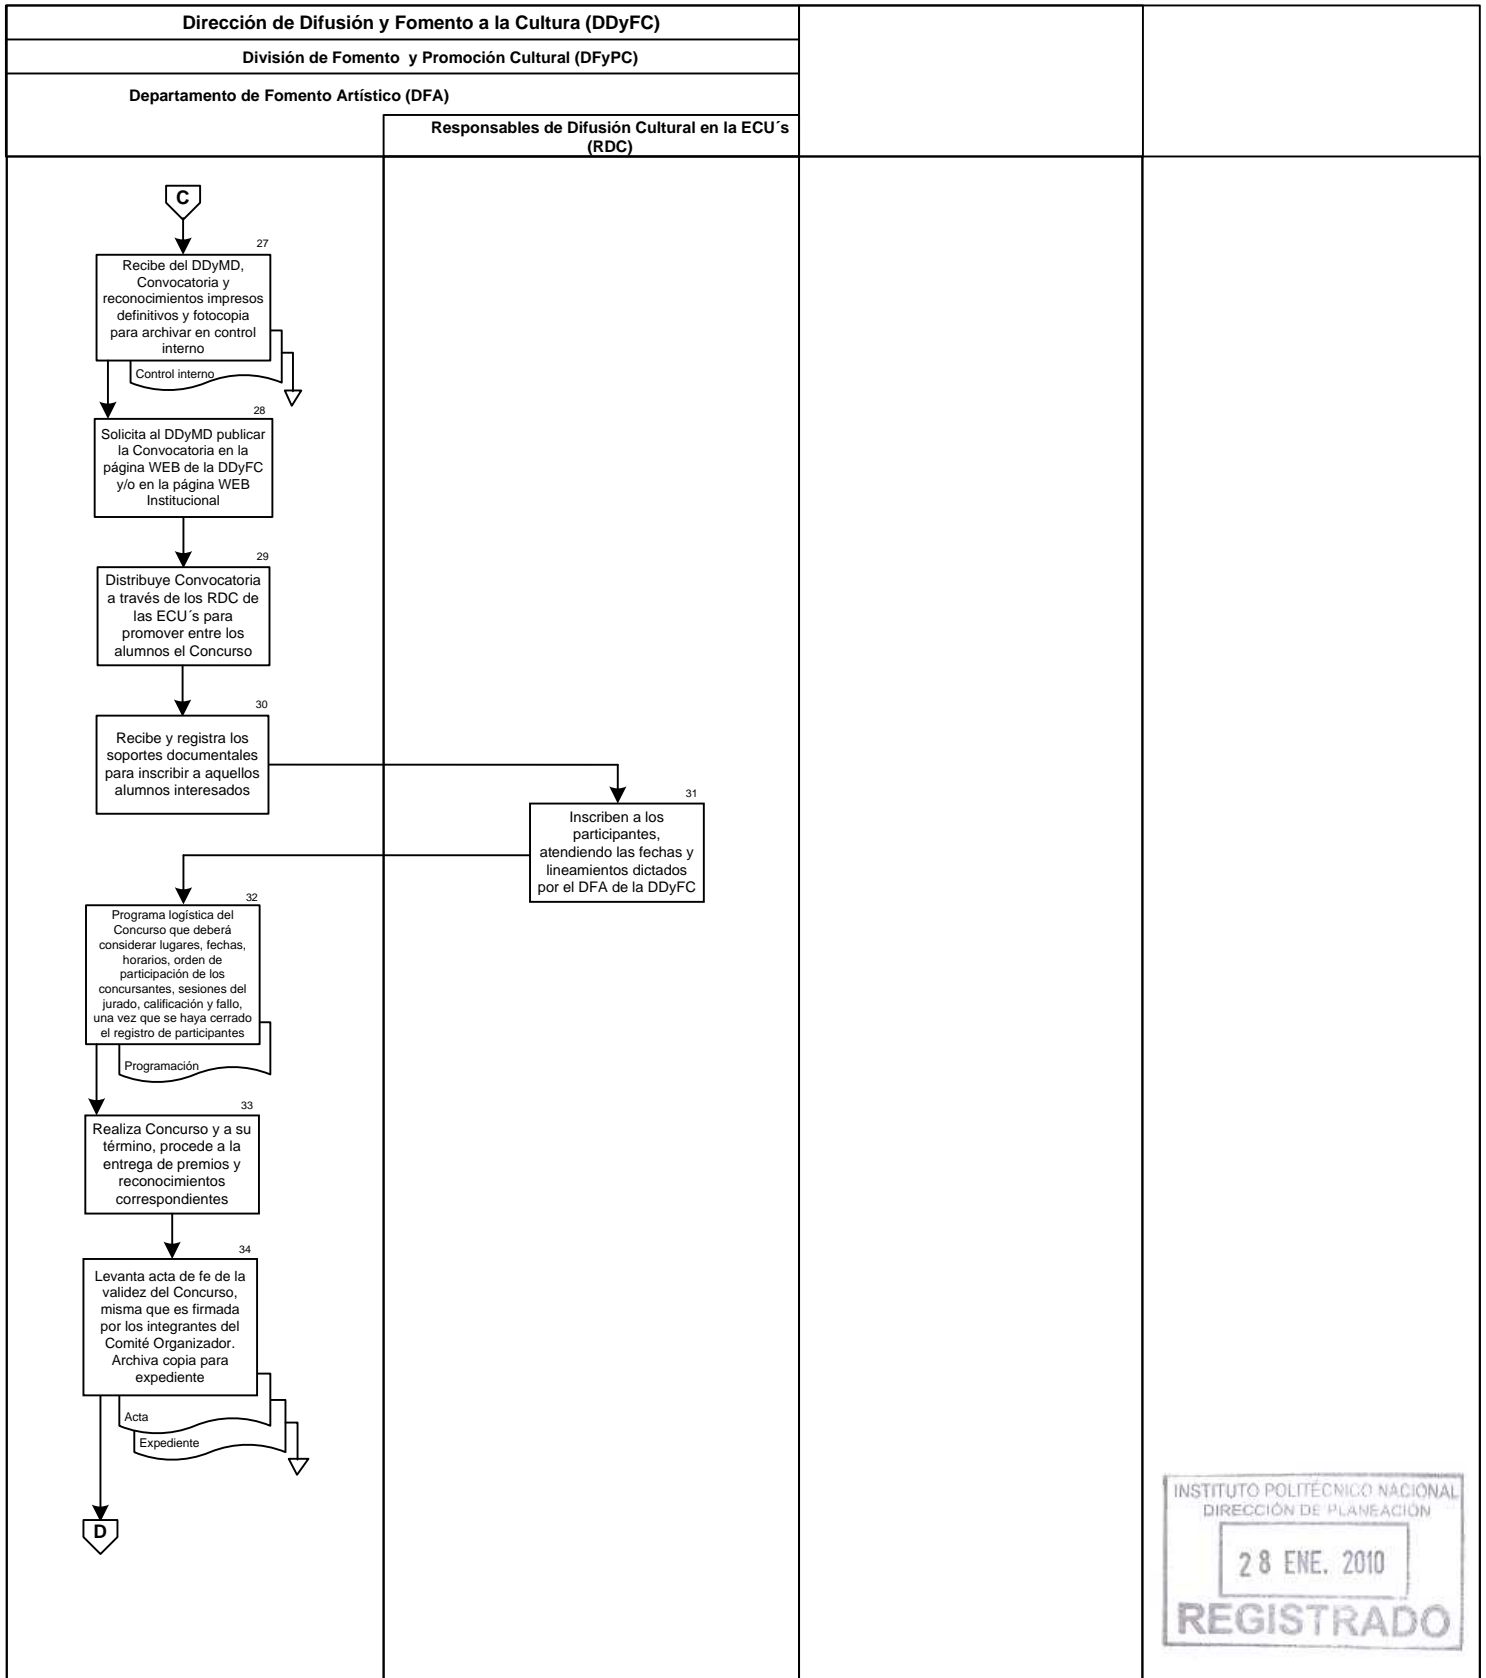 Dirección de Difusión y Fomento a la Cultura (DDyFC)
División de Fomento y Promoción Cultural (DFyPC)
Departamento de Fomento Artístico (DFA)
Responsables de Difusión Cultural en la ECU´s
(RDC)
C
27
Recibe del DDyMD,
Convocatoria y
reconocimientos impresos
definitivos y fotocopia
para archivar en control
interno
Control interno
28
Solicita al DDyMD publicar
la Convocatoria en la
página WEB de la DDyFC
y/o en la página WEB
Institucional
29
Distribuye Convocatoria
a través de los RDC de
las ECU´s para
promover entre los
alumnos el Concurso
30
Recibe y registra los
soportes documentales
para inscribir a aquellos
alumnos interesados
31
Inscriben a los
participantes,
atendiendo las fechas y
lineamientos dictados
por el DFA de la DDyFC
32
Programa logística del
Concurso que deberá
considerar lugares, fechas,
horarios, orden de
participación de los
concursantes, sesiones del
jurado, calificación y fallo,
una vez que se haya cerrado
el registro de participantes
Programación
33
Realiza Concurso y a su
término, procede a la
entrega de premios y
reconocimientos
correspondientes
34
Levanta acta de fe de la
validez del Concurso,
misma que es firmada
por los integrantes del
Comité Organizador.
Archiva copia para
expediente
Acta
Expediente
D
INSTITUTO POLITÉCNICO NACIONAL
DIRECCIÓN DE PLANEACIÓN
28 ENE. 2010
REGISTRADO